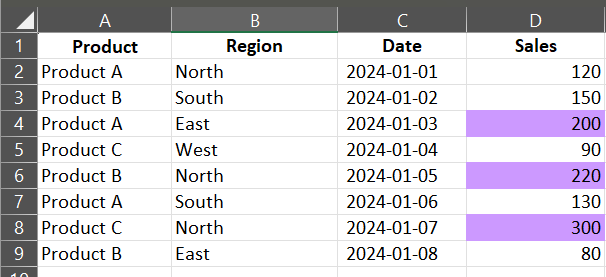 A B C D
1 Product Region Date Sales
2 Product A North 2024-01-01 120
3 Product B South 2024-01-02 150
4 Product A East 2024-01-03 200
5 Product C West 2024-01-04 90
6 Product B North 2024-01-05 220
7 Product A South 2024-01-06 130
8 Product C North 2024-01-07 300
9 Product B East 2024-01-08 80